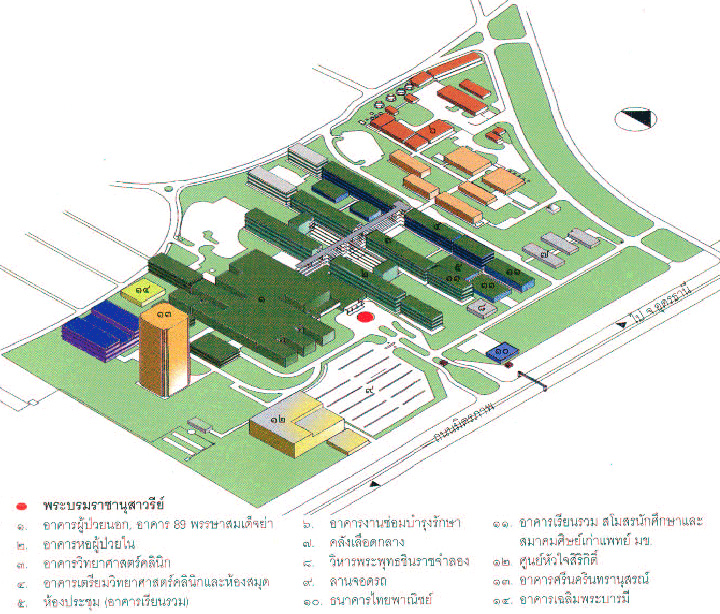 ๖
๔
๓
๗
๕
๑๑
๑๑
๑๑
๒
๘
๑
๑๔
๑๓
ไป จ.อุดรธานี
๑๐
๙
ถนนมิตรภาพ
๑๒
พระบรมราชานุสาวรีย์
๑. อาคารผู้ป่วยนอก, อาคาร 89 พรรษาสมเด็จย่า
๒. อาคารหอผู้ป่วยใน
๓. อาคารวิทยาศาสตร์คลินิก
๔. อาคารเตรียมวิทยาศาสตร์คลินิกและห้องสมุด
๕. ห้องประชุม (อาคารเรียนรวม)
๖. อาคารงานซ่อมบำรุงรักษา
๗. คลังเลือดกลาง
๘. วิหารพระพุทธชินราชจำลอง
๙. ลานจอดรถ
๑๐. ธนาคารไทยพาณิชย์
๑๑. อาคารเรียนรวม สโมสรนักศึกษาและ
สมาคมศิษย์เก่าแพทย์ มข.
๑๒ ศูนย์หัวใจสิริกิติ์
๑๓. อาคารศรีนครินทรานุสรณ์
๑๔. อาคารเฉลิมพระบารมี